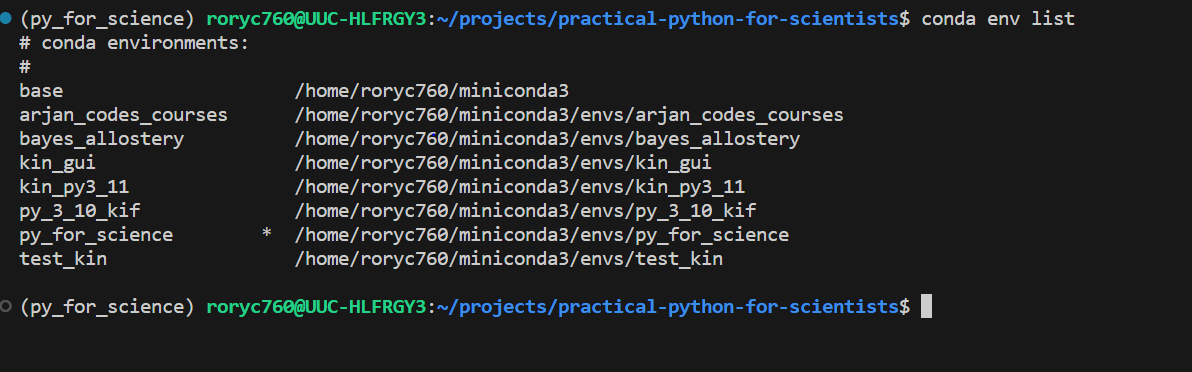 (py_for_science) roryc760@UUC-HLFRGY3:~/projects/practical-python-for-scientists$ conda env list
# conda environments:
#
base                     /home/roryc760/miniconda3
arjan_codes_courses      /home/roryc760/miniconda3/envs/arjan_codes_courses
bayes_allostery          /home/roryc760/miniconda3/envs/bayes_allostery
kin_gui                  /home/roryc760/miniconda3/envs/kin_gui
kin_py3_11               /home/roryc760/miniconda3/envs/kin_py3_11
py_3_10_kif              /home/roryc760/miniconda3/envs/py_3_10_kif
py_for_science        *  /home/roryc760/miniconda3/envs/py_for_science
test_kin                 /home/roryc760/miniconda3/envs/test_kin
(py_for_science) roryc760@UUC-HLFRGY3:~/projects/practical-python-for-scientists$